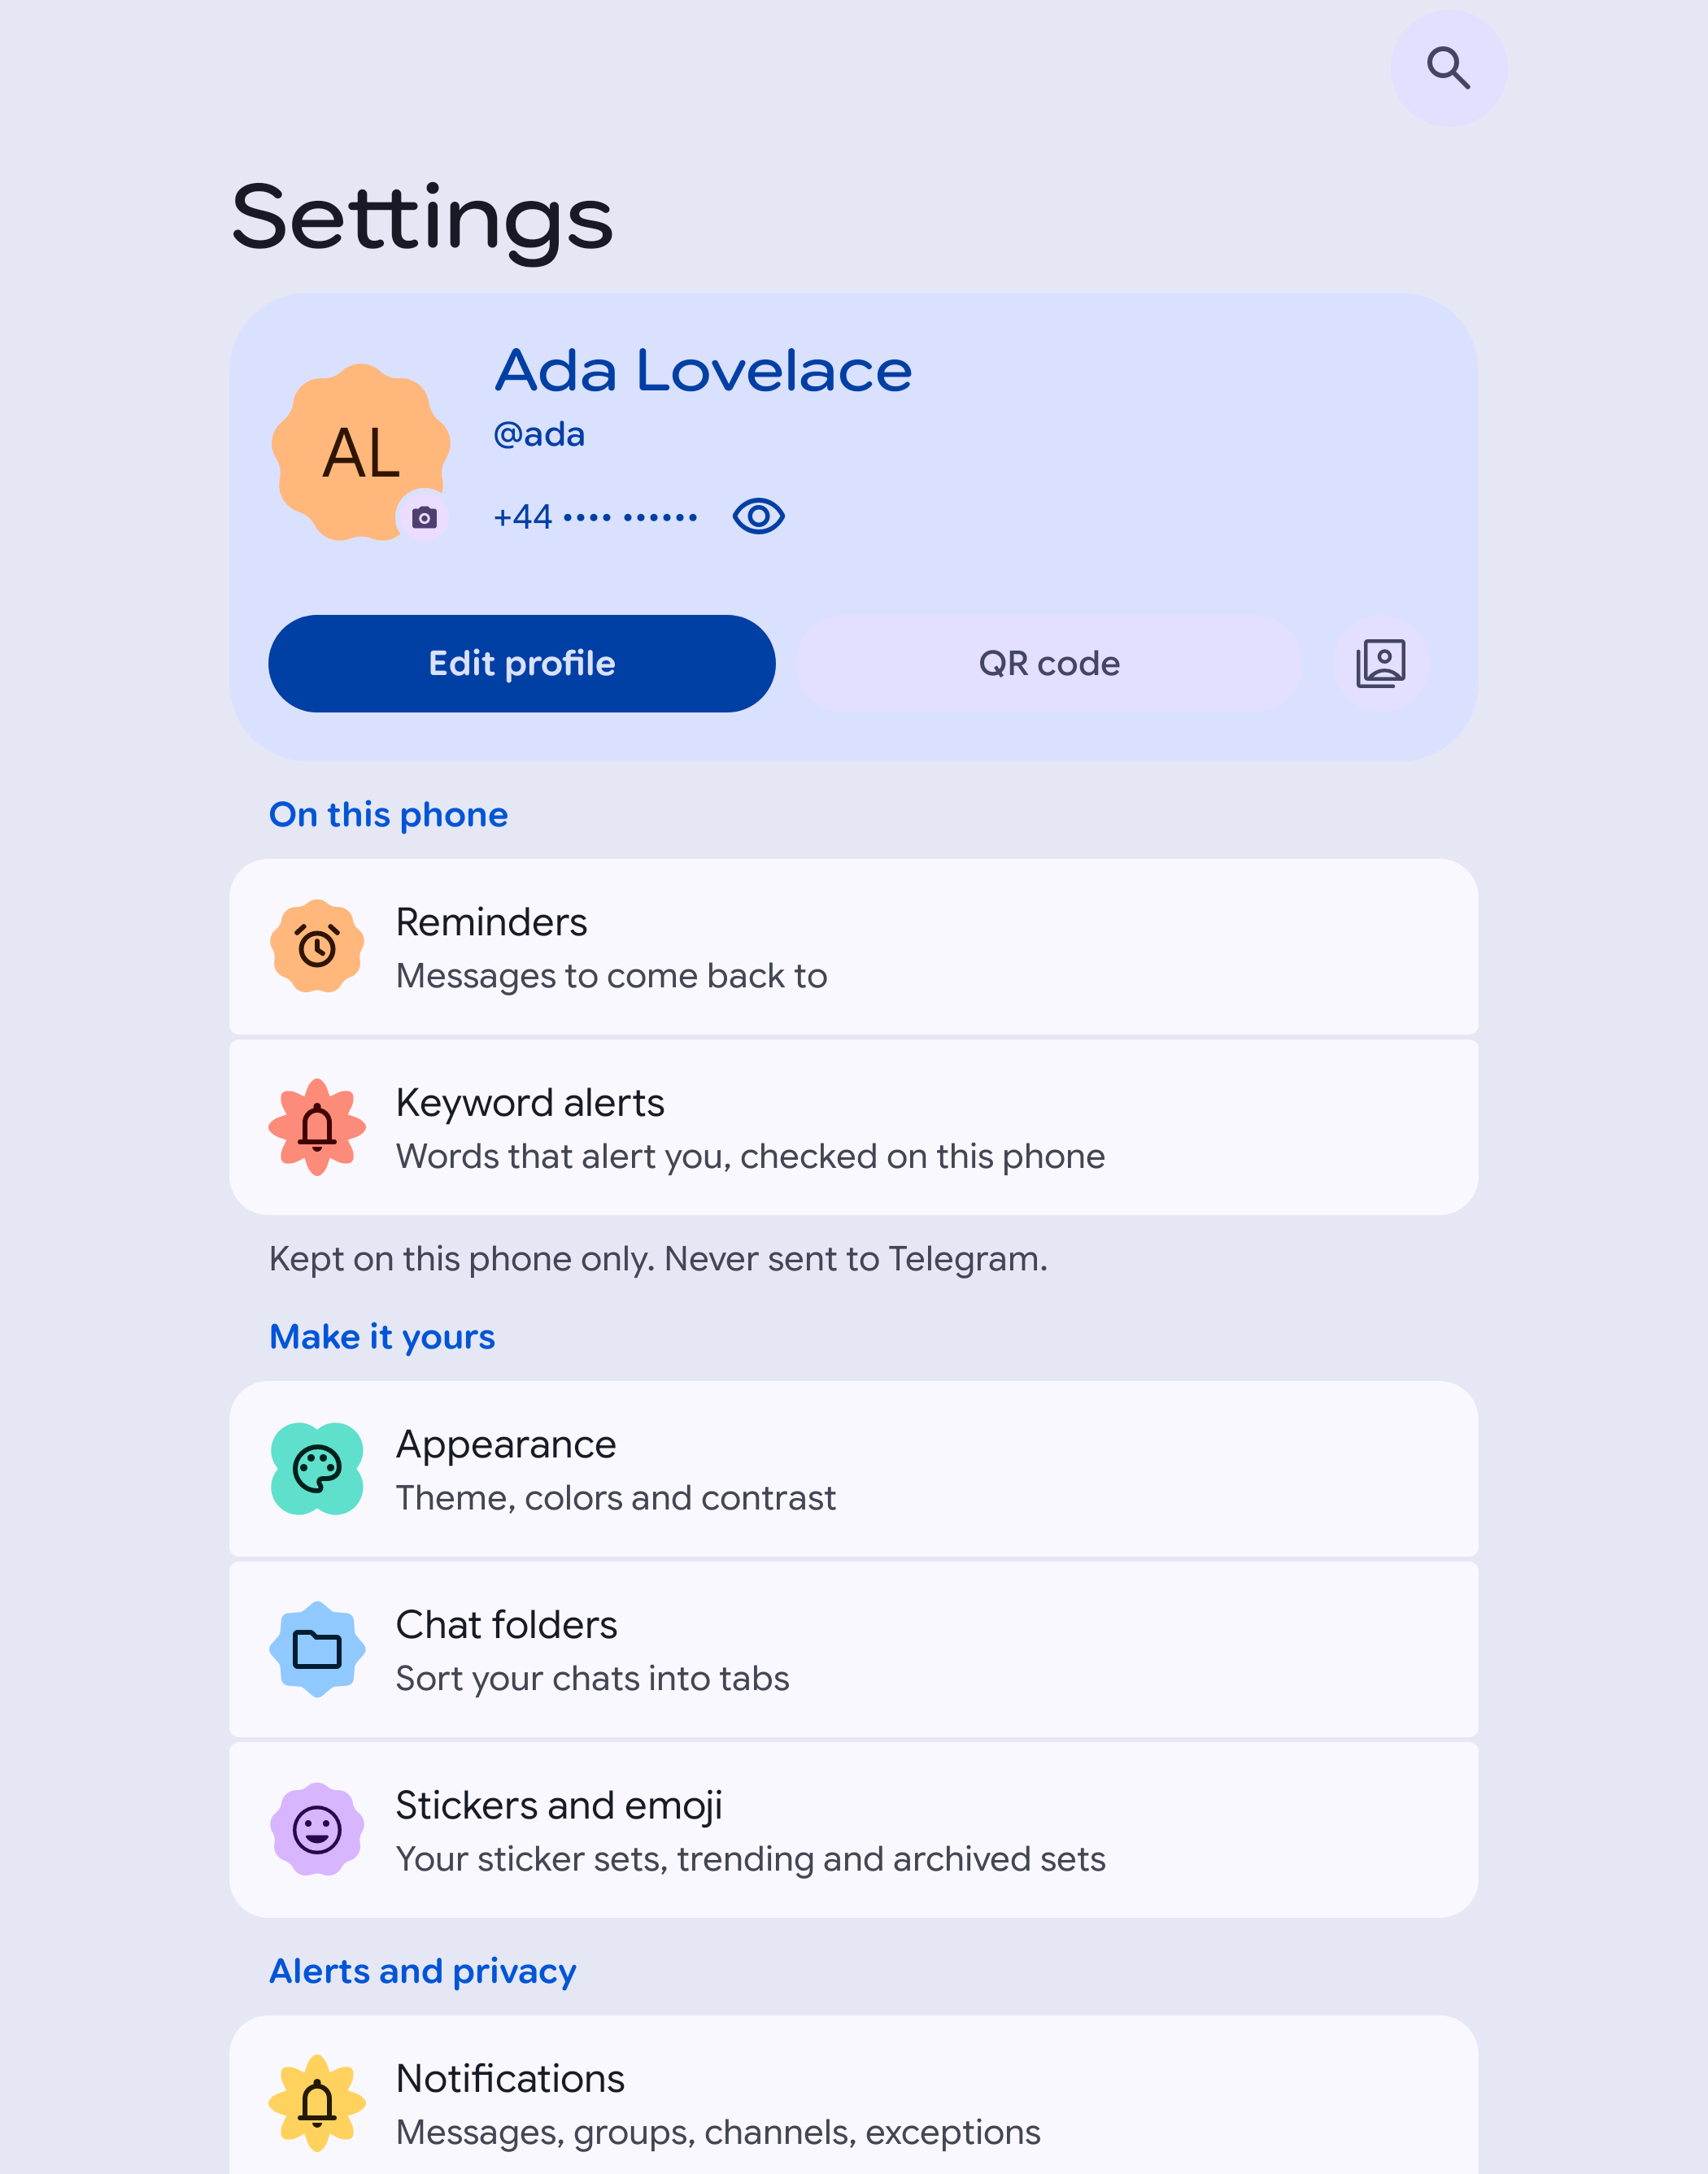 Settings
AL
Ada Lovelace
@ada
+44 •••• ••••••
Edit profile
QR code
On this phone
Reminders
Messages to come back to
Keyword alerts
Words that alert you, checked on this phone
Kept on this phone only. Never sent to Telegram.
Make it yours
Appearance
Theme, colors and contrast
Chat folders
Sort your chats into tabs
Stickers and emoji
Your sticker sets, trending and archived sets
Alerts and privacy
Notifications
Messages, groups, channels, exceptions